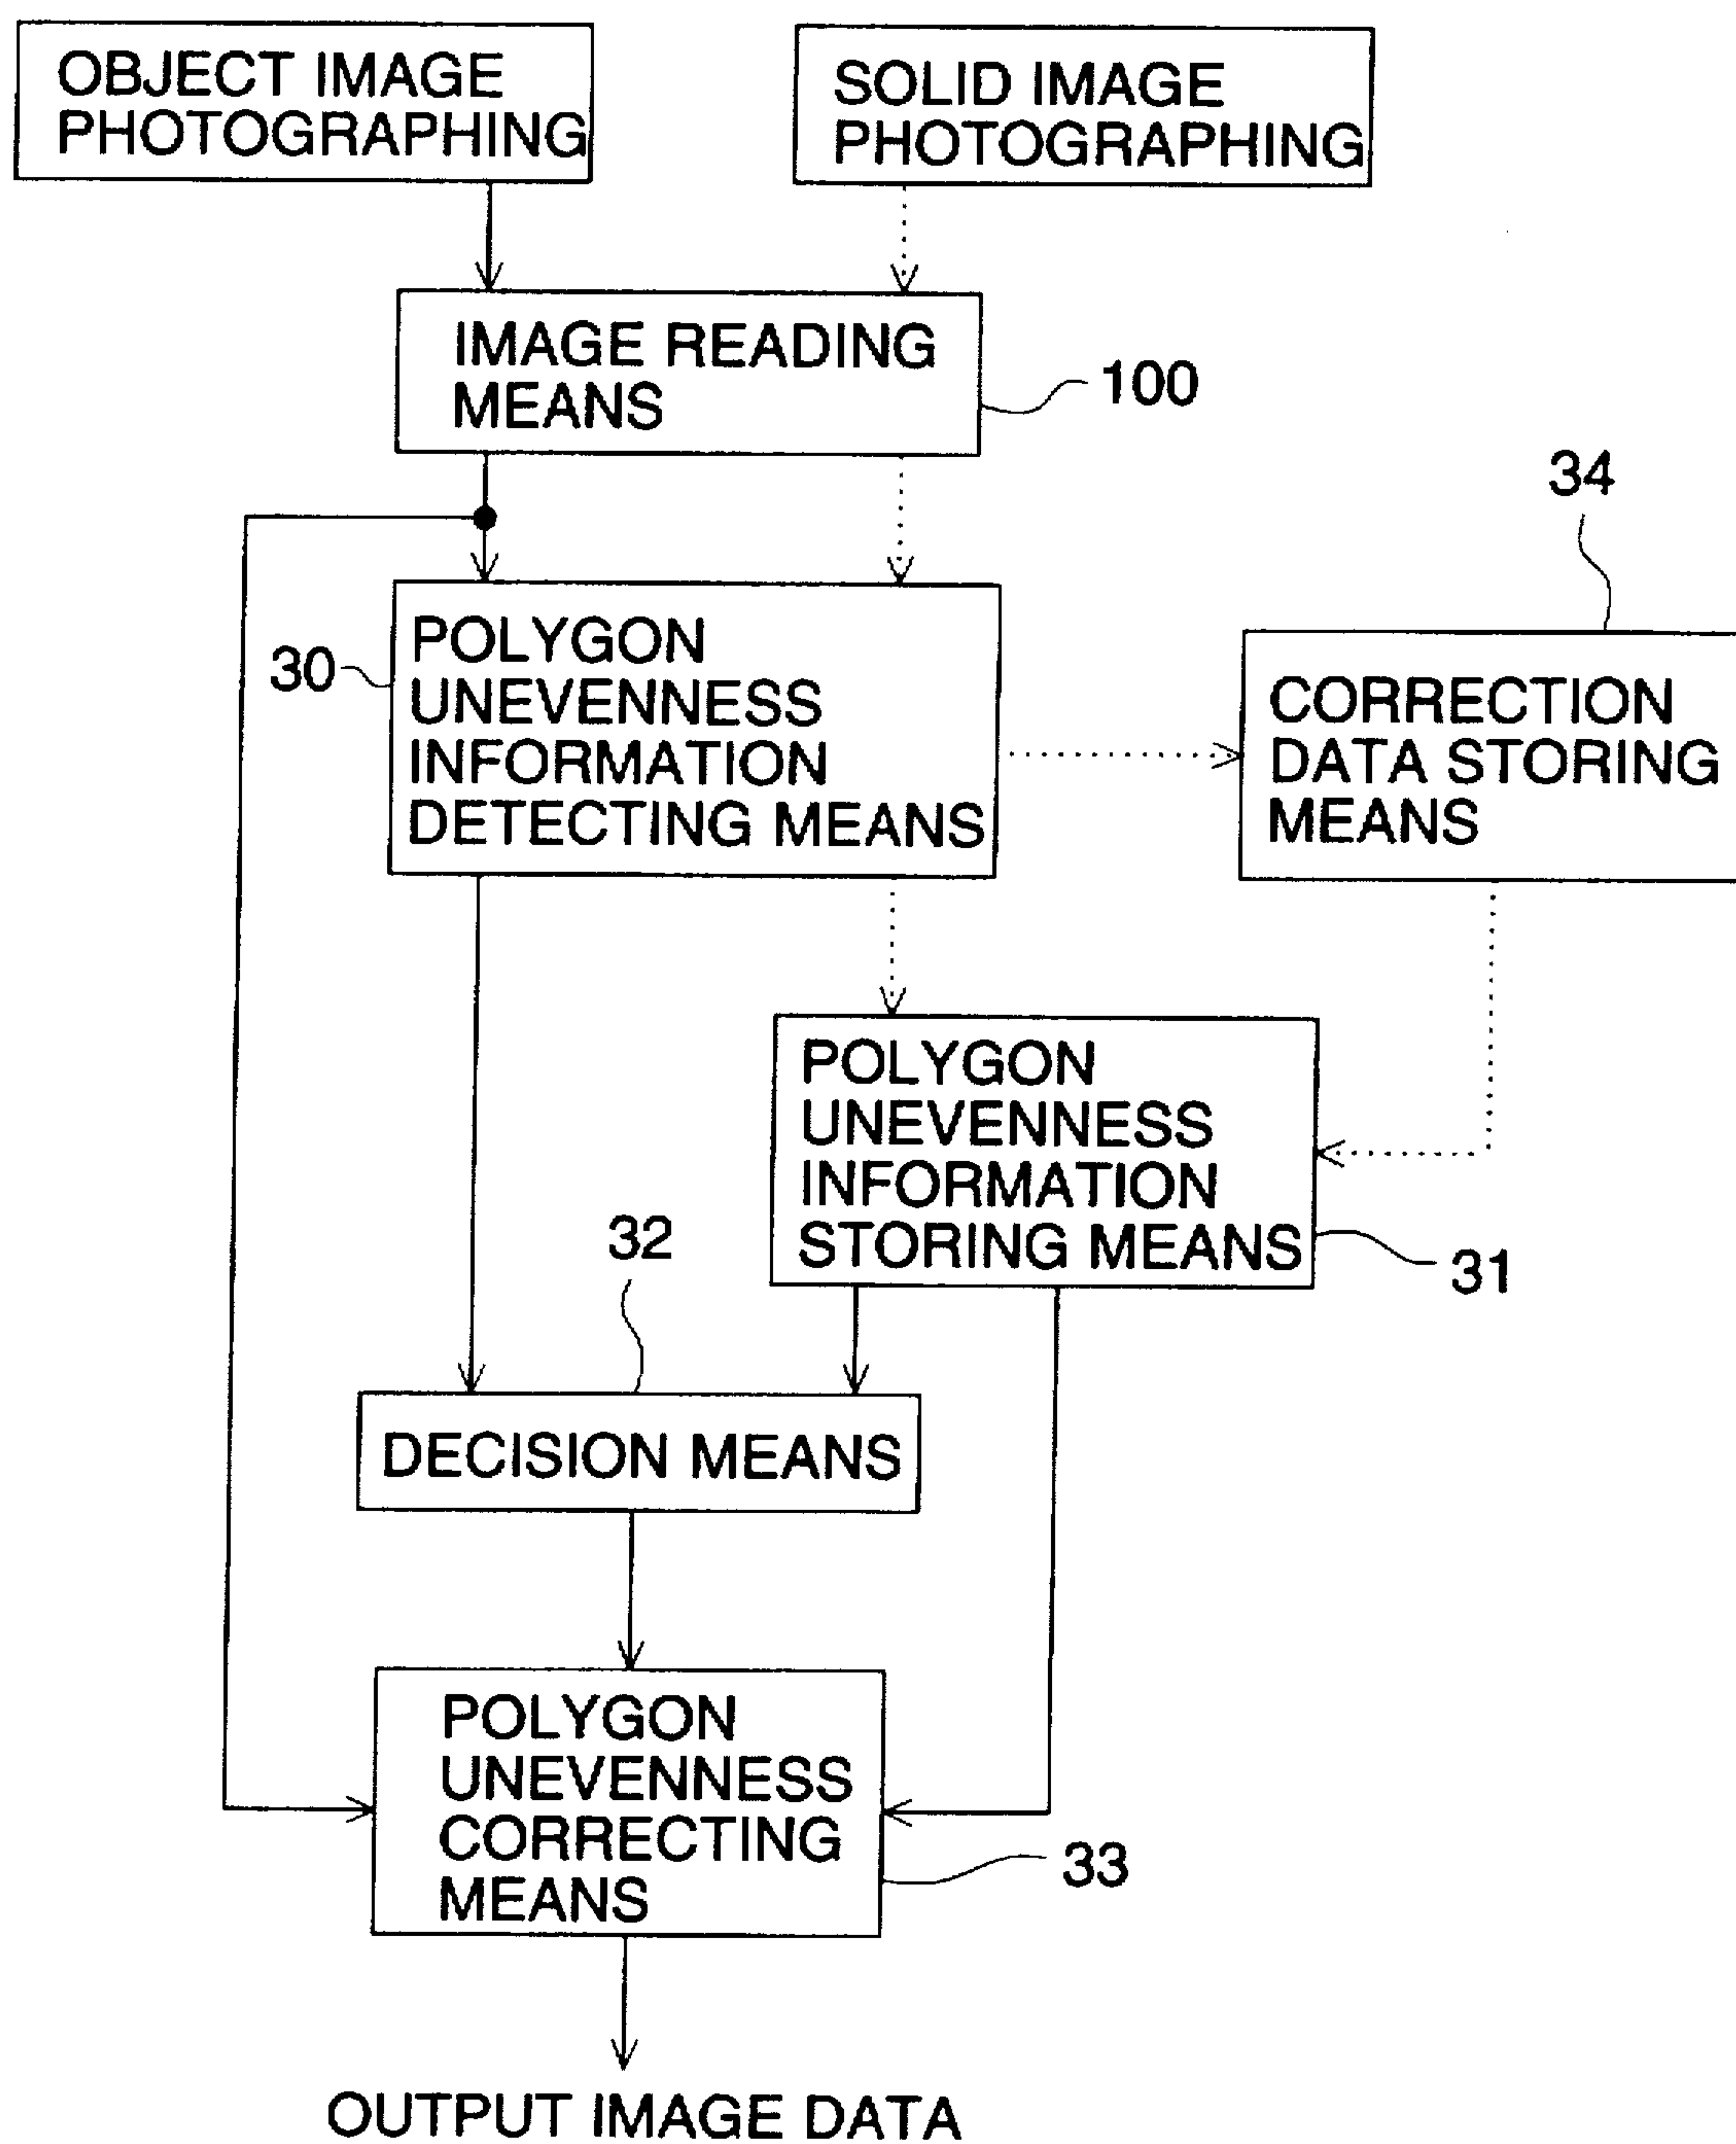 OBJECT IMAGE
PHOTOGRAPHING
SOLID IMAGE
PHOTOGRAPHING
IMAGE READING
MEANS
100
34
30
POLYGON
UNEVENNESS
INFORMATION
DETECTING MEANS
CORRECTION
DATA STORING
MEANS
POLYGON
UNEVENNESS
INFORMATION
STORING MEANS
31
32
DECISION MEANS
POLYGON
UNEVENNESS
CORRECTING
MEANS
33
OUTPUT IMAGE DATA